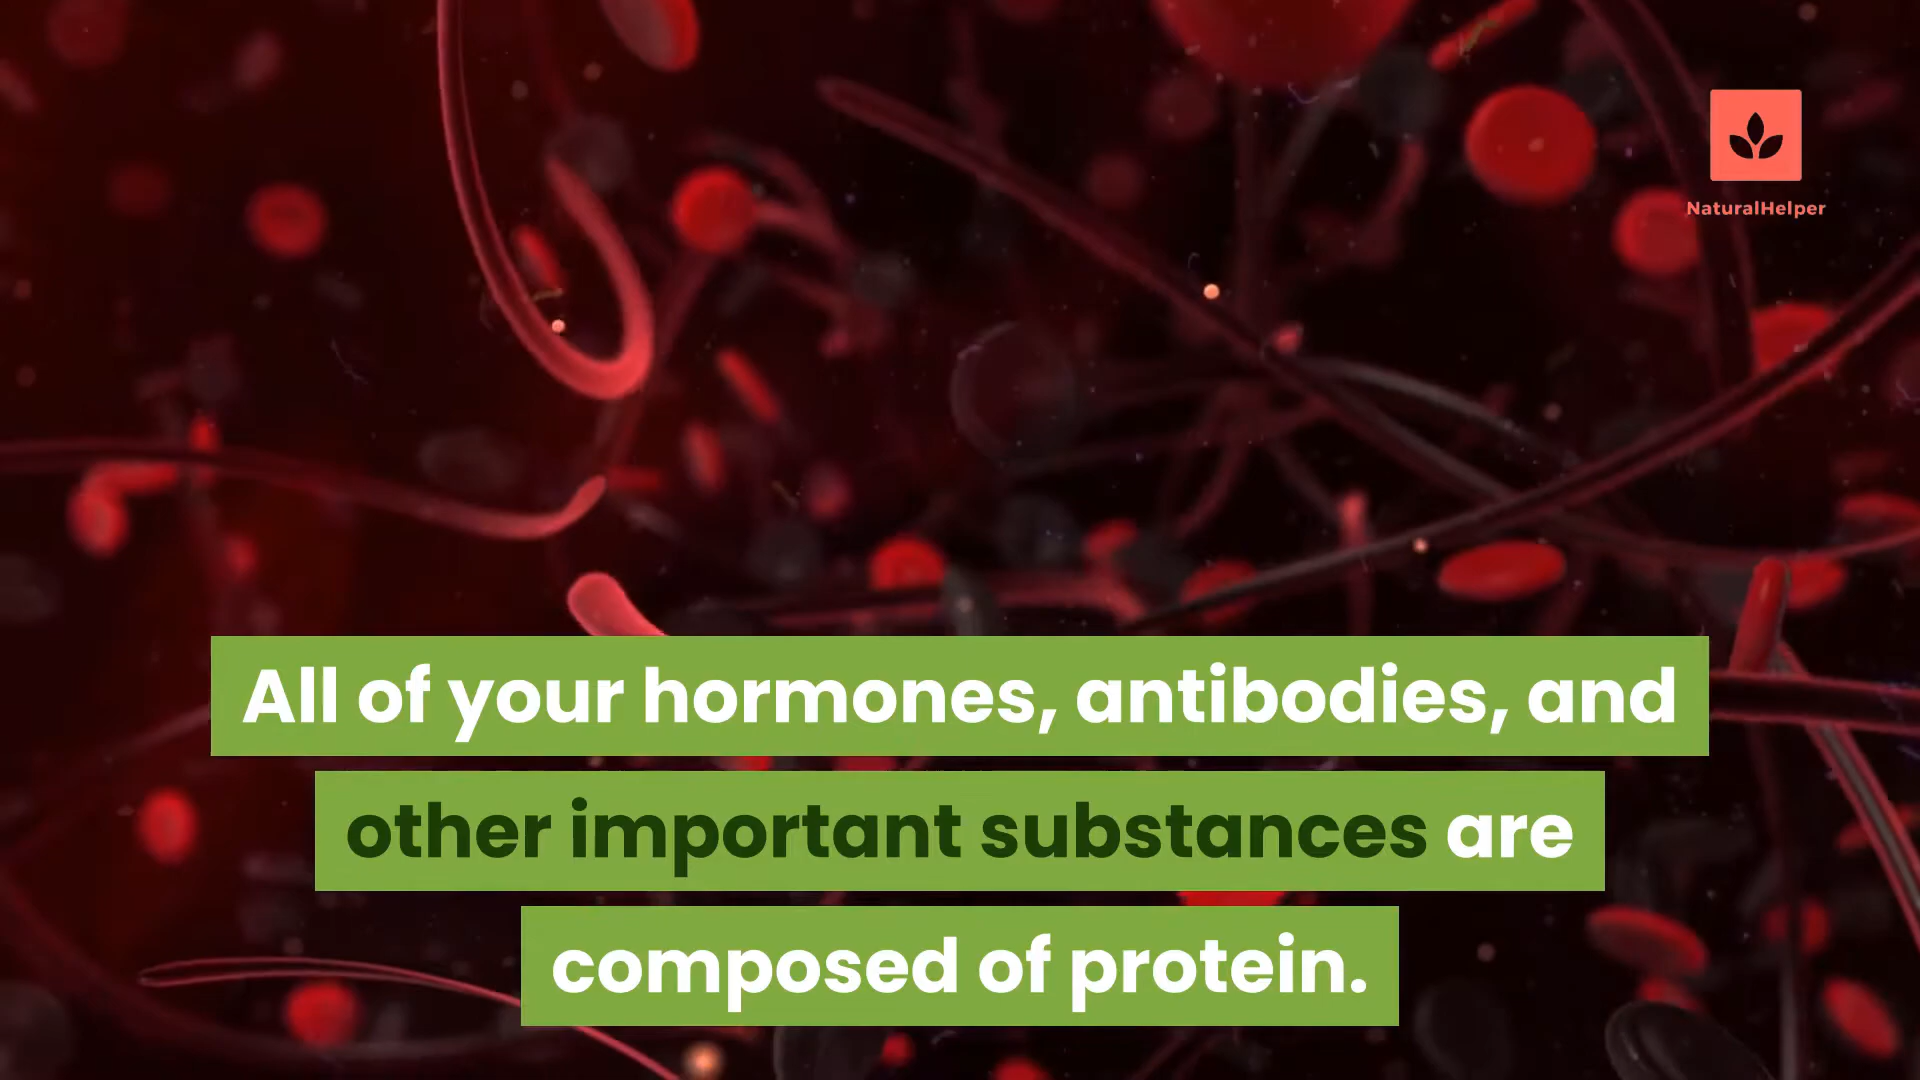 NaturalHelper
All of your hormones, antibodies, and
other important substances are
composed of protein.